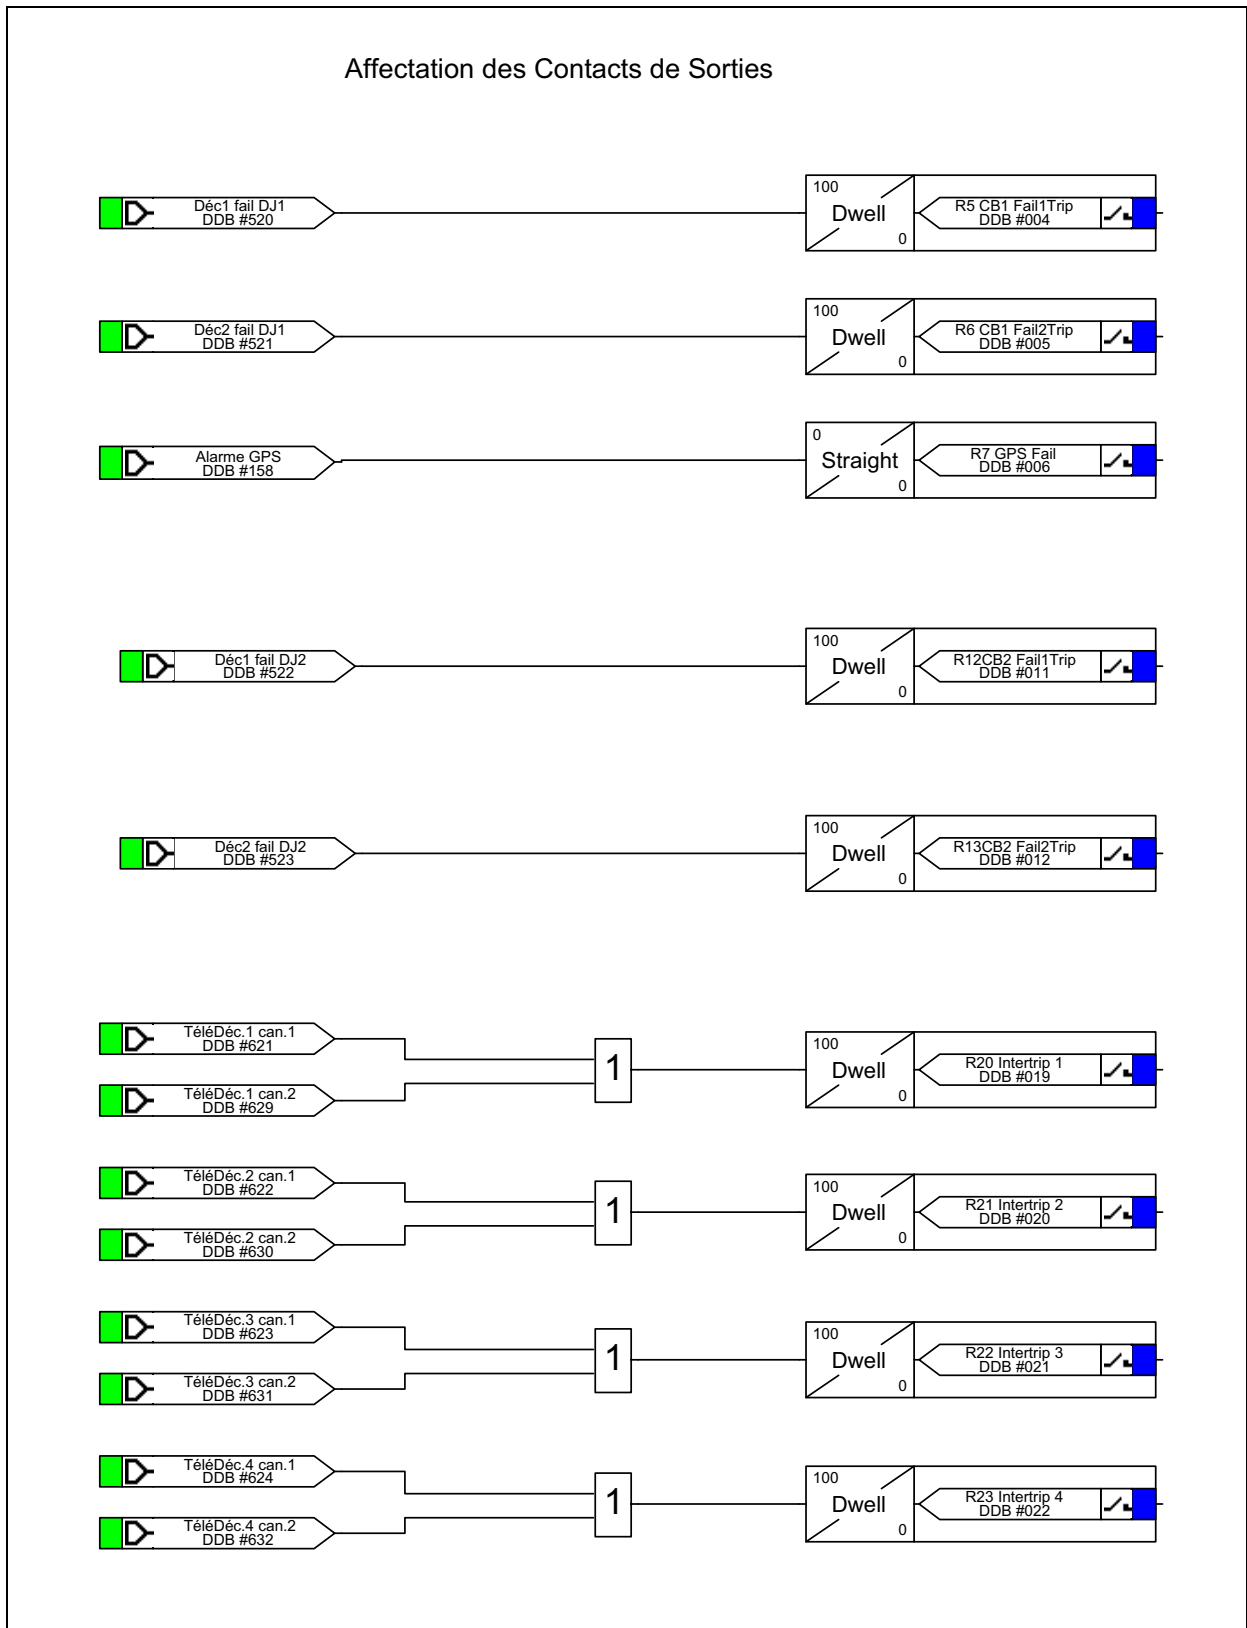 Affectation des Contacts de Sorties
Déc1 fail DJ1
DDB #520
100
Dwell
0
R5 CB1 Fail1Trip
DDB #004
Déc2 fail DJ1
DDB #521
100
Dwell
0
R6 CB1 Fail2Trip
DDB #005
Alarme GPS
DDB #158
0
Straight
0
R7 GPS Fail
DDB #006
Déc1 fail DJ2
DDB #522
100
Dwell
0
R12CB2 Fail1Trip
DDB #011
Déc2 fail DJ2
DDB #523
100
Dwell
0
R13CB2 Fail2Trip
DDB #012
TéléDéc.1 can.1
DDB #621
TéléDéc.1 can.2
DDB #629
1
100
Dwell
0
R20 Intertrip 1
DDB #019
TéléDéc.2 can.1
DDB #622
TéléDéc.2 can.2
DDB #630
1
100
Dwell
0
R21 Intertrip 2
DDB #020
TéléDéc.3 can.1
DDB #623
TéléDéc.3 can.2
DDB #631
1
100
Dwell
0
R22 Intertrip 3
DDB #021
TéléDéc.4 can.1
DDB #624
TéléDéc.4 can.2
DDB #632
1
100
Dwell
0
R23 Intertrip 4
DDB #022